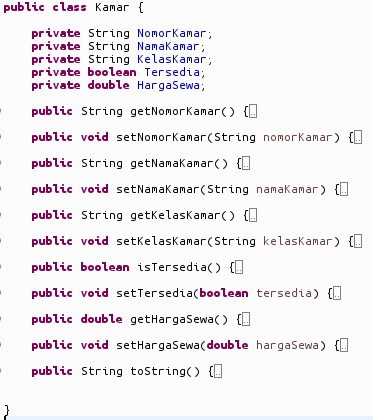 public class Kamar {
private String NomorKamar;
private String NamaKamar;
private String KelasKamar;
private boolean Tersedia;
private double HargaSewa;
public String getNomorKamar() {
public void setNomorKamar(String nomorKamar) {
public String getNamaKamar() {
public void setNamaKamar(String namaKamar) {
public String getKelasKamar() {
public void setKelasKamar(String kelasKamar) {
public boolean isTersedia() {
public void setTersedia(boolean tersedia) {
public double getHargaSewa() {
public void setHargaSewa(double hargaSewa) {
public String toString() {
}